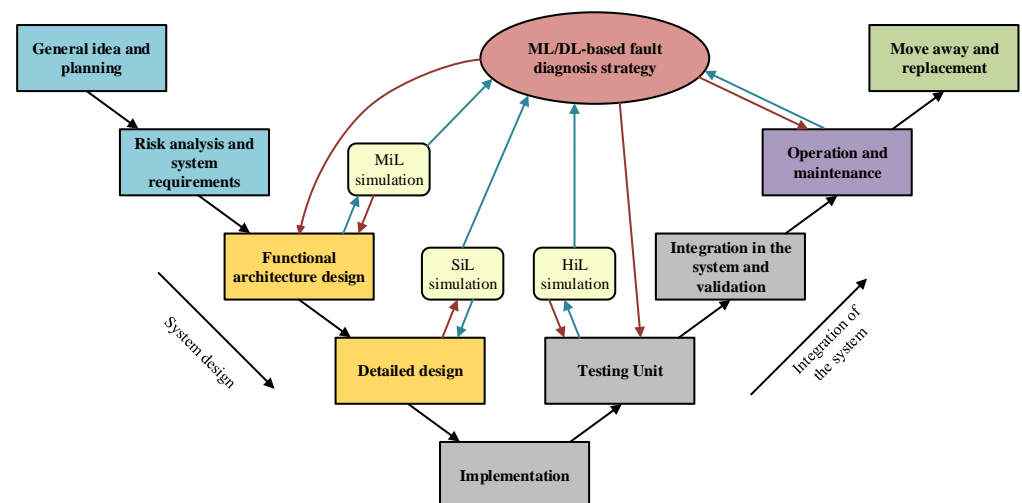 General idea and
planning
ML/DL-based fault
diagnosis strategy
Move away and
replacement
Risk analysis and
system
requirements
MiL
simulation
Operation and
maintenance
Functional
architecture design
SiL
simulation
HiL
simulation
Integration in the
system and
validation
System design
Detailed design
Testing Unit
Integration of
the system
Implementation